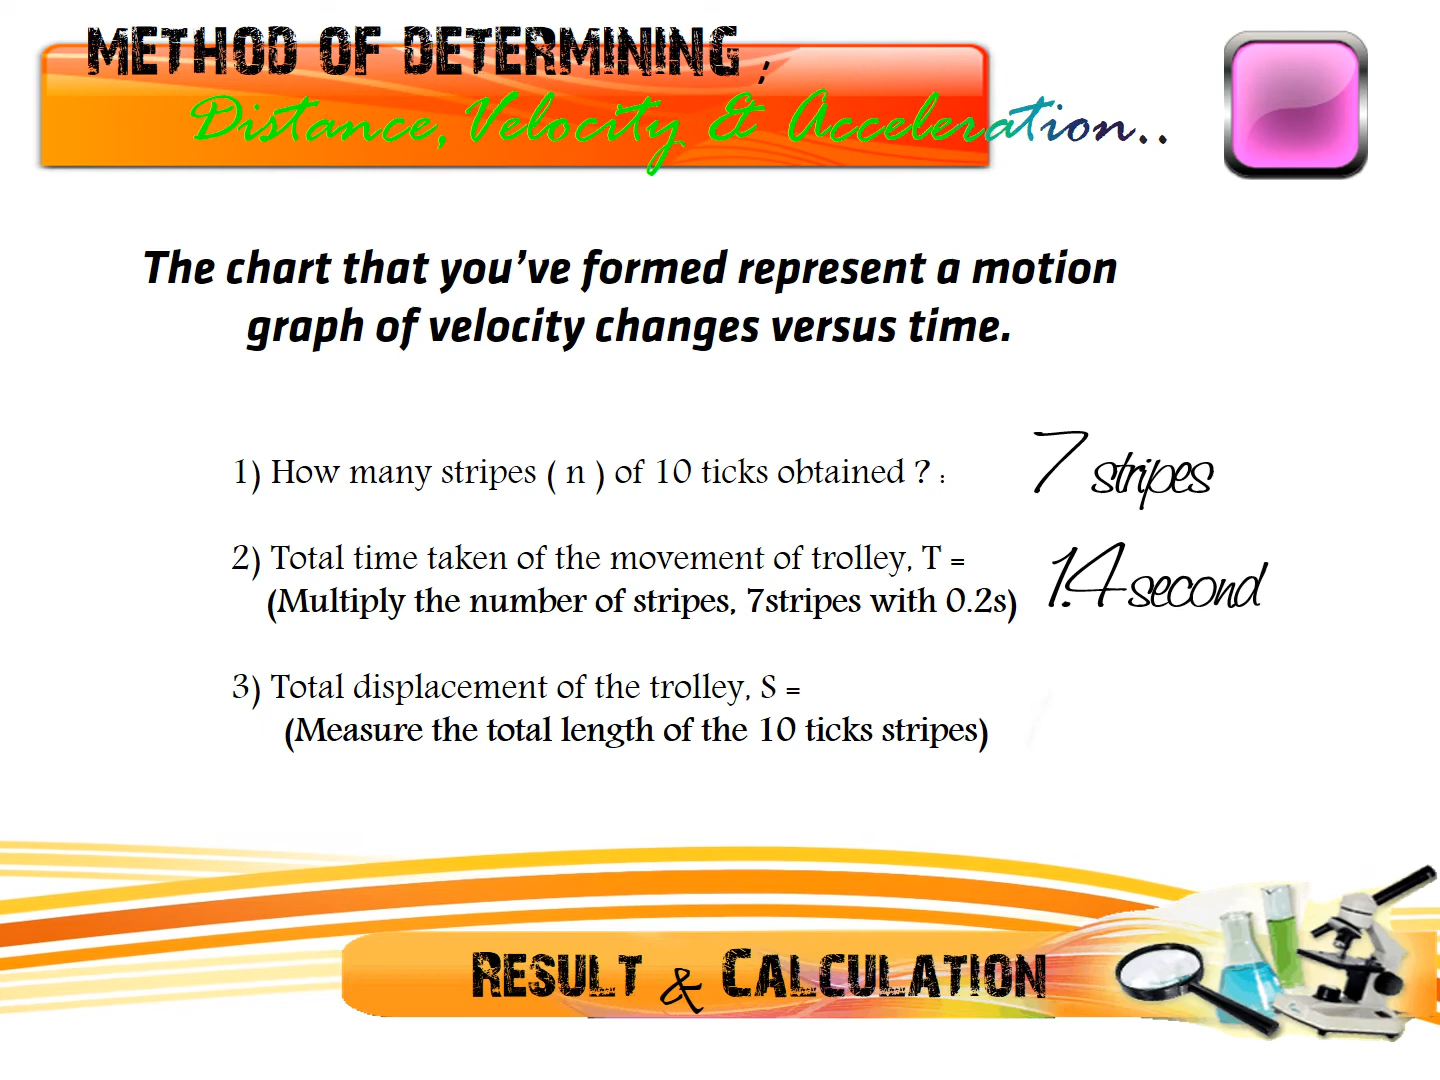 METHOD OF DETERMINING ;
Distance, Velocity & Acceleration..
The chart that you've formed represent a motion
graph of velocity changes versus time.
1) How many stripes ( n ) of 10 ticks obtained ? : 7 stripes
2) Total time taken of the movement of trolley, T =
(Multiply the number of stripes, 7stripes with 0.2s) 1.4 second
3) Total displacement of the trolley, S =
(Measure the total length of the 10 ticks stripes)
RESULT & CALCULATION